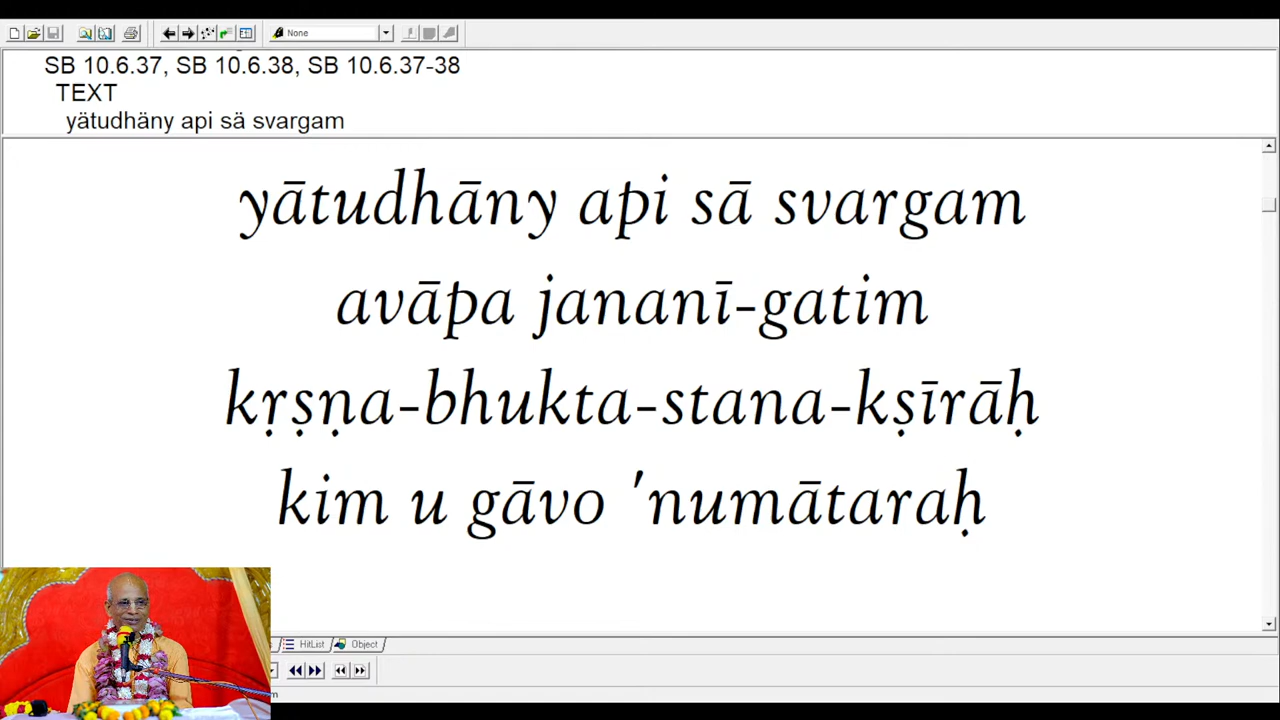 None
SB 10.6.37, SB 10.6.38, SB 10.6.37-38
TEXT
yätudhäny api sä svargam
yātudhāny api sā svargam
avāpa jananī-gatim
kṛṣṇa-bhukta-stana-kṣīrāḥ
kim u gāvo 'numātaraḥ
HitList Object